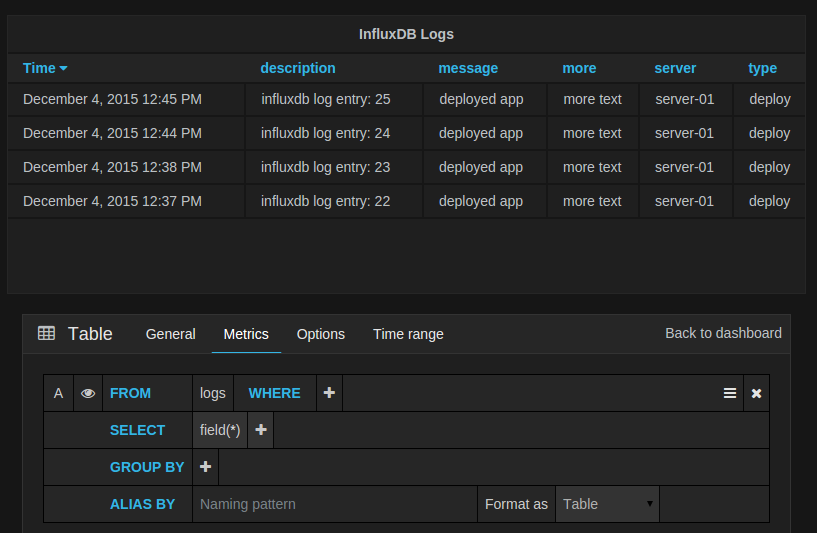 InfluxDB Logs
Time description message more server type
December 4, 2015 12:45 PM influxdb log entry: 25 deployed app more text server-01 deploy
December 4, 2015 12:44 PM influxdb log entry: 24 deployed app more text server-01 deploy
December 4, 2015 12:38 PM influxdb log entry: 23 deployed app more text server-01 deploy
December 4, 2015 12:37 PM influxdb log entry: 22 deployed app more text server-01 deploy
Table General Metrics Options Time range Back to dashboard
A FROM logs WHERE
SELECT field(*)
GROUP BY
ALIAS BY Naming pattern Format as Table